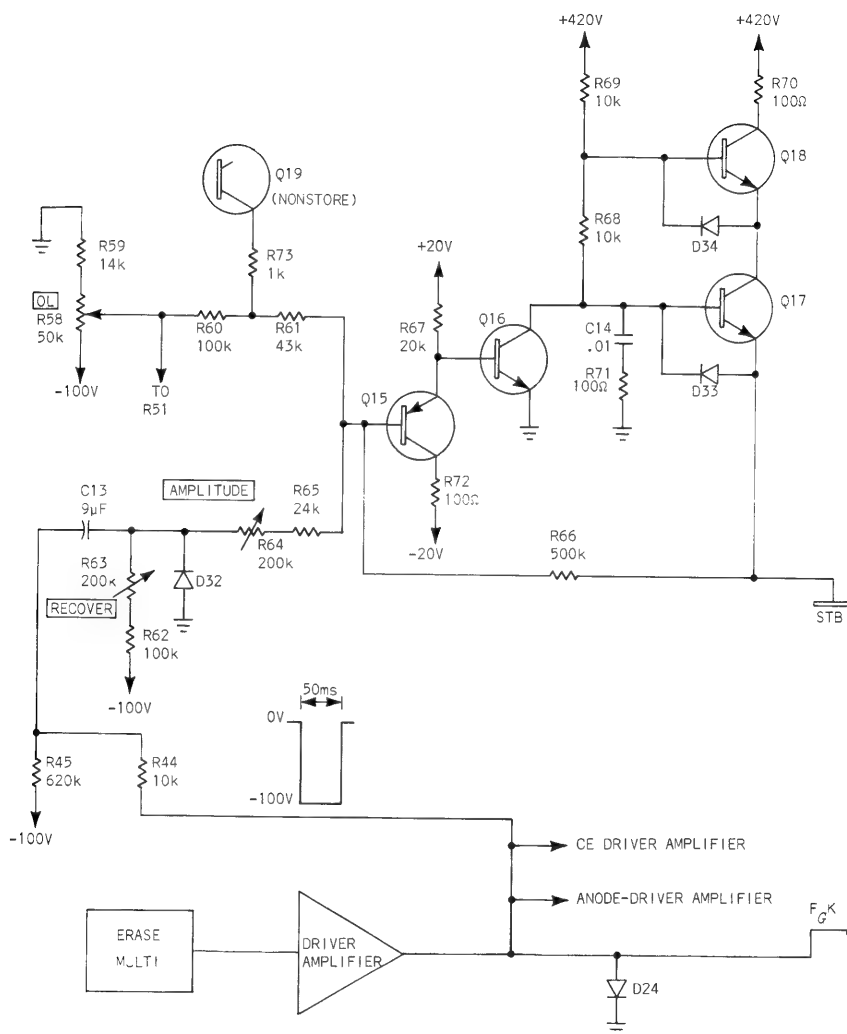 +420V
+420V
R69
10k
R70
100Ω
Q18
Q19
(NONSTORE)
R59
14k
R73
1k
R68
10k
D34
+20V
OL
R58
50k
R60
100k
R61
43k
R67
20k
Q16
Q17
C14
.01
-100V
TO
R51
R71
100Ω
D33
Q15
C13
9µF
AMPLITUDE
R65
24k
R72
100Ω
R64
200k
-20V
R66
500k
R63
200k
D32
RECOVER
STB
R62
100k
50ms
-100V
0V
R45
620k
R44
10k
-100V
-100V
CE DRIVER AMPLIFIER
ANODE-DRIVER AMPLIFIER
FGK
ERASE
MULTI
DRIVER
AMPLIFIER
D24